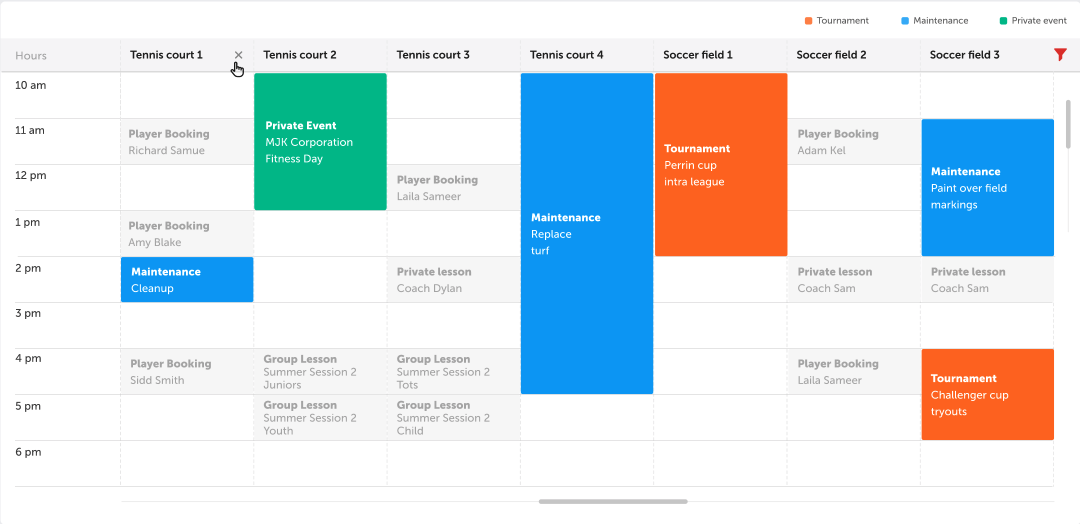 Tournament
Maintenance
Private event
Hours
Tennis court 1
Tennis court 2
Tennis court 3
Tennis court 4
Soccer field 1
Soccer field 2
Soccer field 3
10 am
Private Event
MJK Corporation
Fitness Day
Maintenance
Replace
turf
Tournament
Perrin cup
intra league
11 am
Player Booking
Richard Samue
Player Booking
Adam Kel
Maintenance
Paint over field
markings
12 pm
Player Booking
Laila Sameer
1 pm
Player Booking
Amy Blake
2 pm
Maintenance
Cleanup
Private lesson
Coach Dylan
Private lesson
Coach Sam
Private lesson
Coach Sam
3 pm
4 pm
Player Booking
Sidd Smith
Group Lesson
Summer Session 2
Juniors
Group Lesson
Summer Session 2
Tots
Player Booking
Laila Sameer
Tournament
Challenger cup
tryouts
5 pm
Group Lesson
Summer Session 2
Youth
Group Lesson
Summer Session 2
Child
6 pm